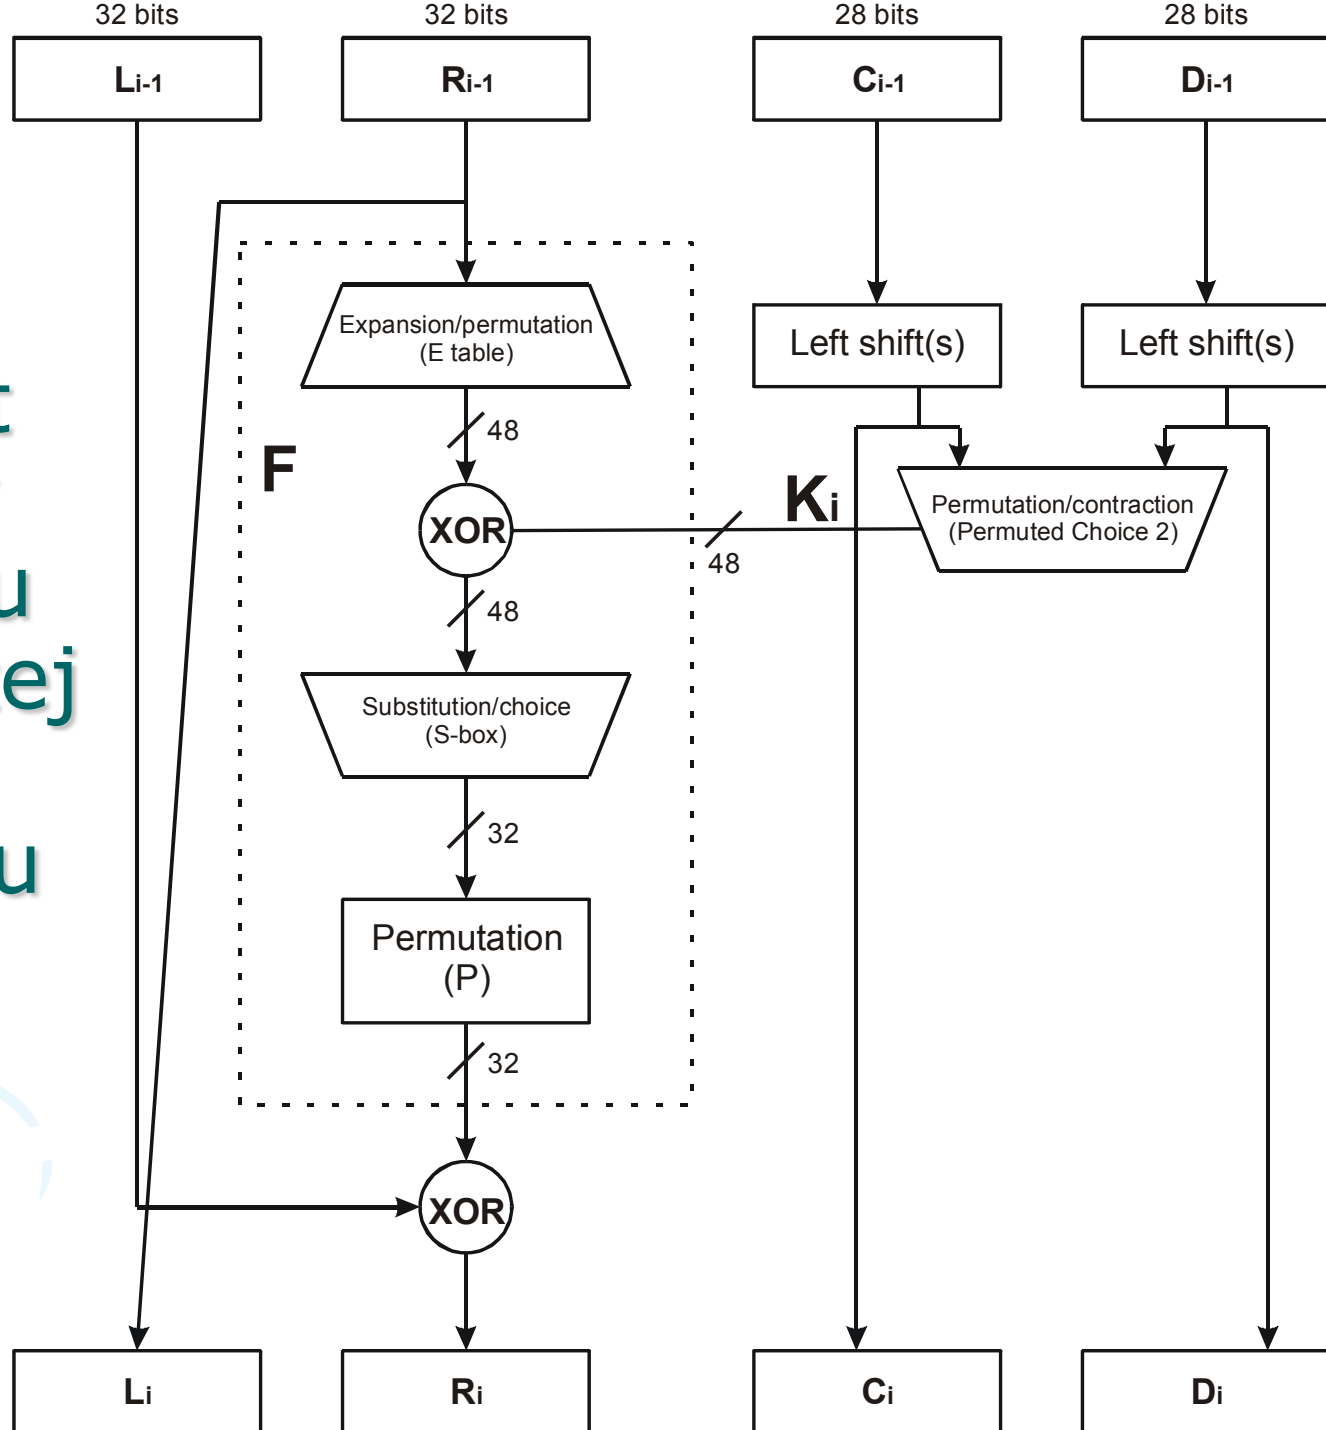 32 bits 32 bits 28 bits 28 bits
Li-1 Ri-1 Ci-1 Di-1
Expansion/permutation
(E table)
Left shift(s) Left shift(s)
48
F
Ki
Permutation/contraction
(Permuted Choice 2)
XOR
48
48
Substitution/choice
(S-box)
32
Permutation
(P)
32
XOR
Li Ri Ci Di